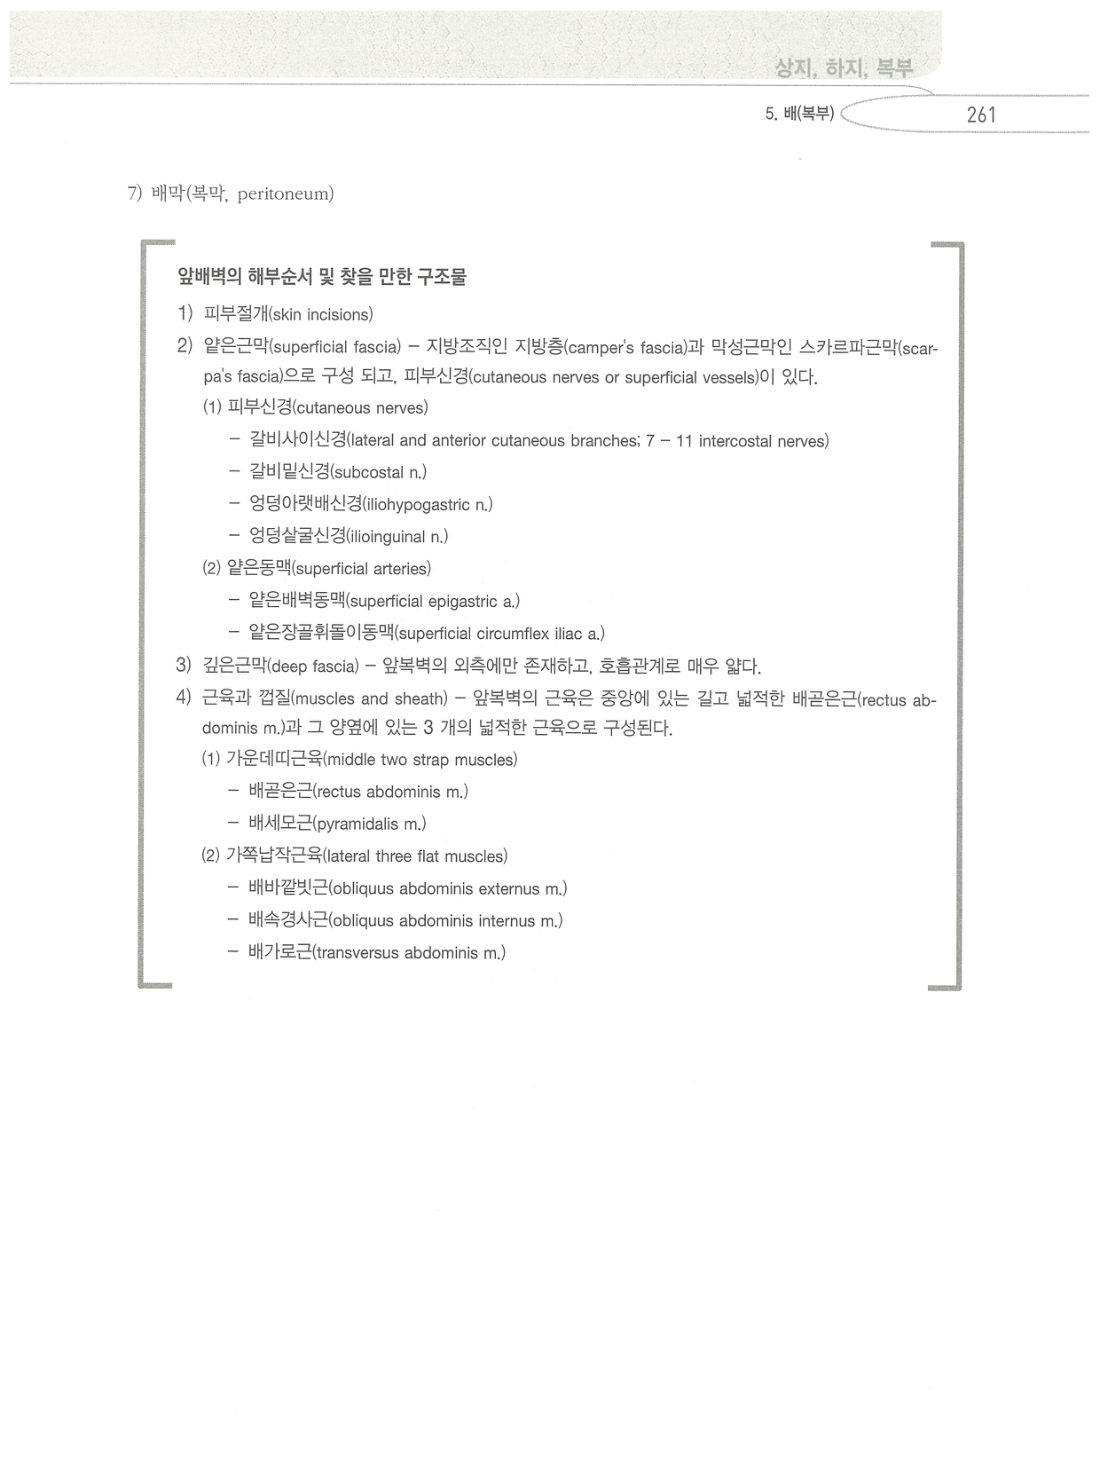 상지, 하지, 복부
5. 배(복부)
261
7) 배막(복막, peritoneum)
앞배벽의 해부순서 및 찾을 만한 구조물
1) 피부절개(skin incisions)
2) 얕은근막(superficial fascia) – 지방조직인 지방층(camper's fascia)과 막성근막인 스카르파근막(scar-
pa's fascia)으로 구성 되고, 피부신경(cutaneous nerves or superficial vessels)이 있다.
(1) 피부신경(cutaneous nerves)
– 갈비사이신경(lateral and anterior cutaneous branches; 7 – 11 intercostal nerves)
– 갈비밑신경(subcostal n.)
– 엉덩아랫배신경(iliohypogastric n.)
– 엉덩샅굴신경(ilioinguinal n.)
(2) 얕은동맥(superficial arteries)
– 얕은배벽동맥(superficial epigastric a.)
– 얕은장골휘돌이동맥(superficial circumflex iliac a.)
3) 깊은근막(deep fascia) – 앞복벽의 외측에만 존재하고, 호흡관계로 매우 얇다.
4) 근육과 껍질(muscles and sheath) – 앞복벽의 근육은 중앙에 있는 길고 넓적한 배곧은근(rectus ab-
dominis m.)과 그 양옆에 있는 3 개의 넓적한 근육으로 구성된다.
(1) 가운데띠근육(middle two strap muscles)
– 배곧은근(rectus abdominis m.)
– 배세모근(pyramidalis m.)
(2) 가쪽납작근육(lateral three flat muscles)
– 배바깥빗근(obliquus abdominis externus m.)
– 배속경사근(obliquus abdominis internus m.)
– 배가로근(transversus abdominis m.)